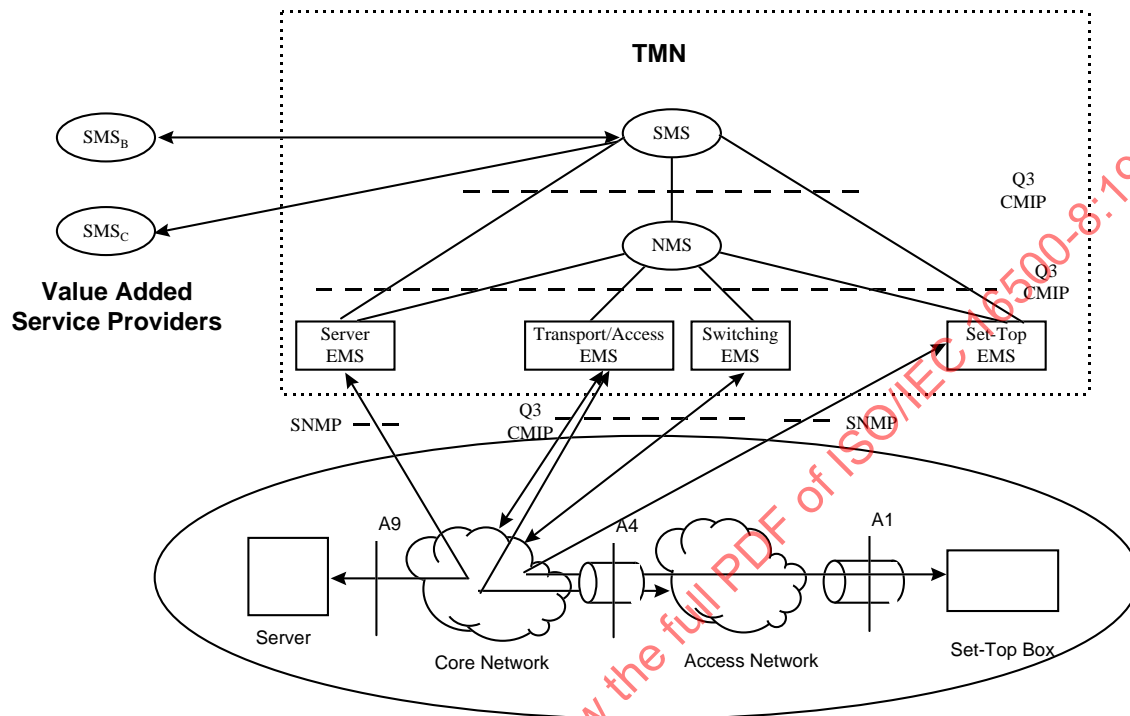 TMN
SMSB
SMS
SMSC
Q3
CMIP
NMS
Value Added
Service Providers
Q3
CMIP
Server
EMS
Transport/Access
EMS
Switching
EMS
Set-Top
EMS
SNMP
Q3
CMIP
SNMP
A9
A4
A1
Server
Core Network
Access Network
Set-Top Box
w the full PDF of ISO/IEC 16500-8:19